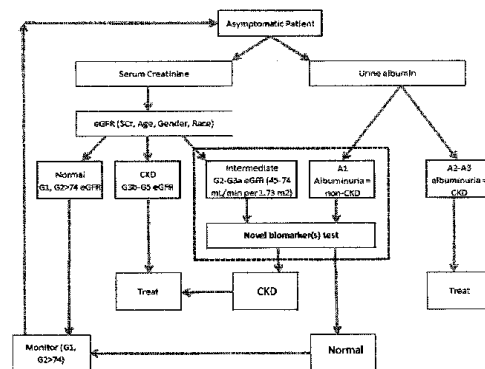 Asymptomatic Patient
Serum Creatinine
Urine albumin
eGFR (SCr, Age, Gender, Race)
Normal
G1, G2>74 eGFR
CKD
G3b-G5 eGFR
Intermediate
G2-G3a eGFR (45-74
mL/min per 1.73 m2)
A1
Albuminuria =
non-CKD
A2-A3
albuminuria =
CKD
Novel biomarker(s) test
Treat
CKD
Treat
Monitor (G1,
G2>74)
Normal